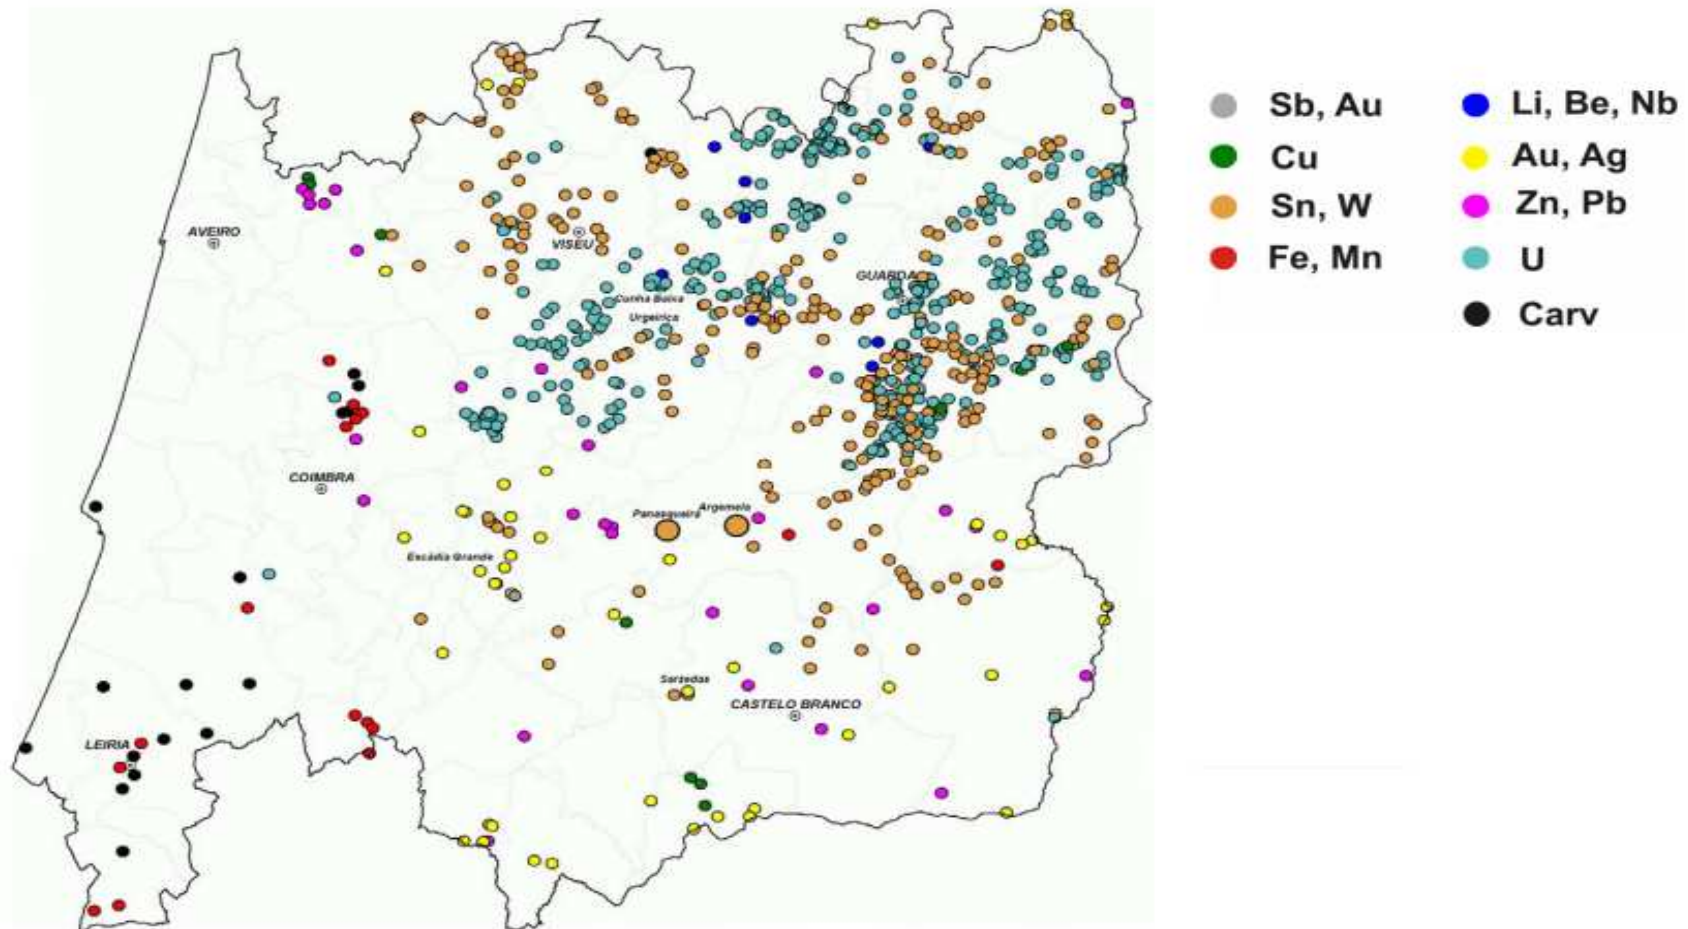 AVEIRO
VISEU
GUARDA
Cunha Baixa
Urgeiriça
COIMBRA
Panasqueira
Argemela
Escádia Grande
Sarzedas
CASTELO BRANCO
LEIRIA
Sb, Au
Cu
Sn, W
Fe, Mn
Li, Be, Nb
Au, Ag
Zn, Pb
U
Carv